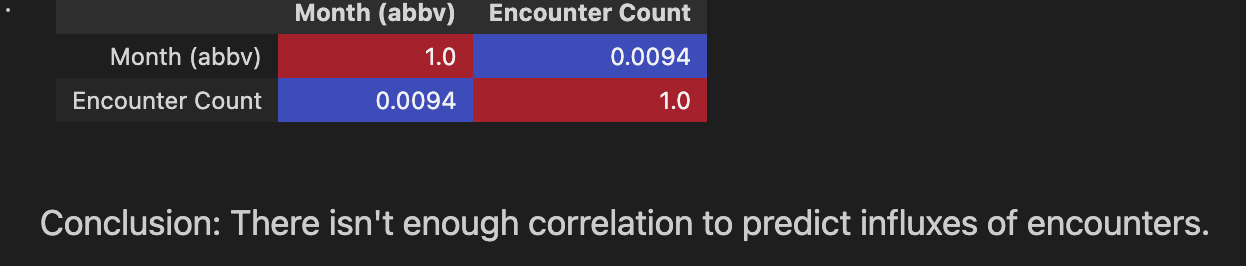 Month (abbv) Encounter Count
Month (abbv) 1.0 0.0094
Encounter Count 0.0094 1.0
Conclusion: There isn't enough correlation to predict influxes of encounters.